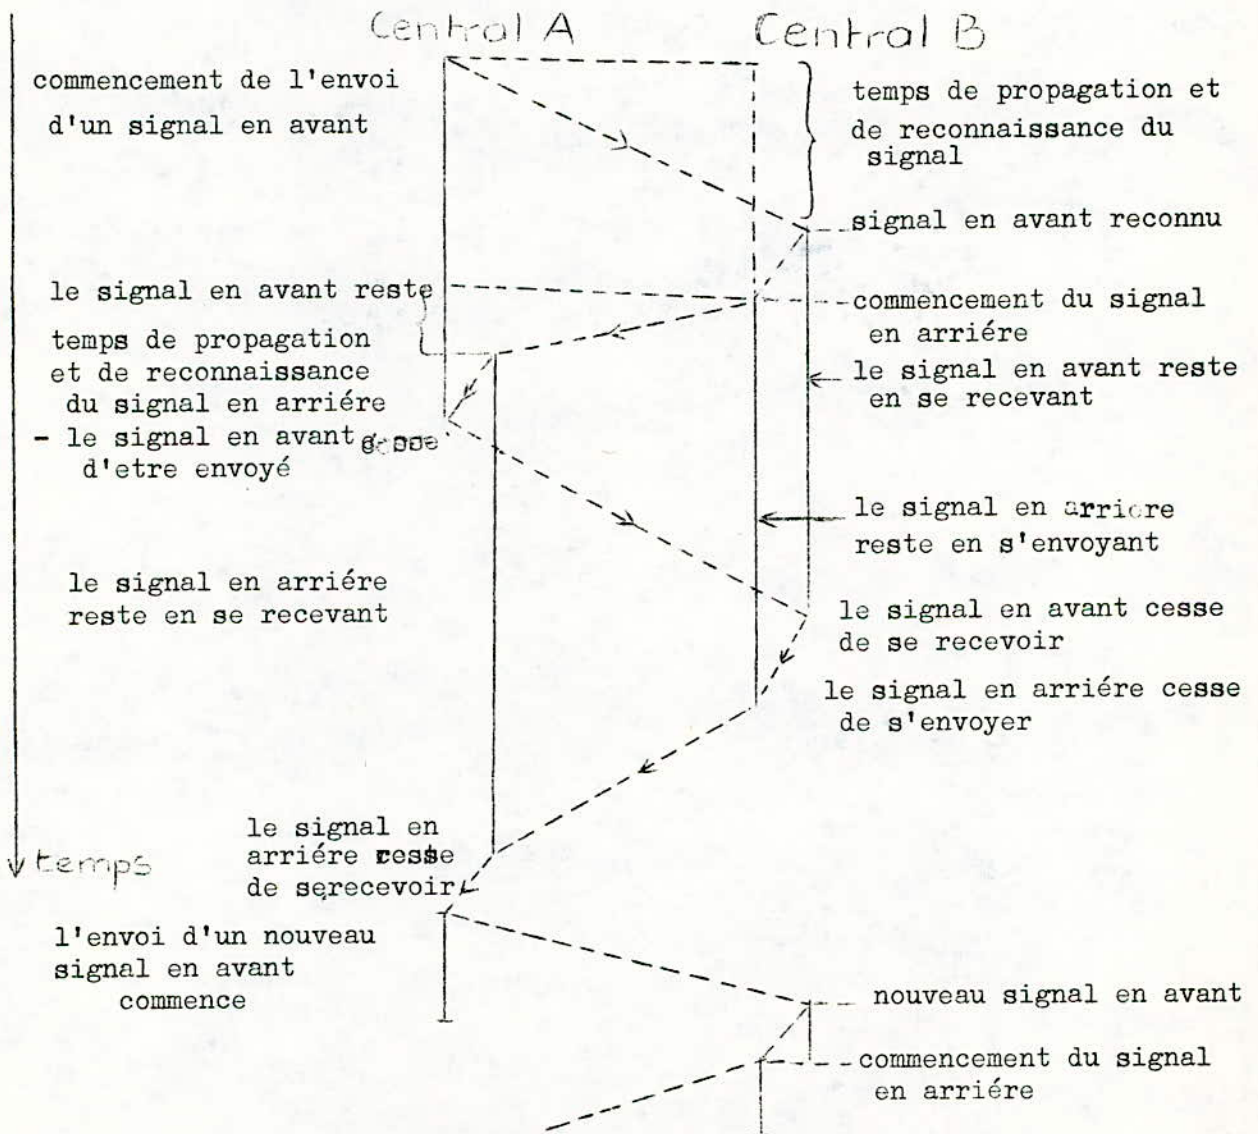 Central A
Central B
commencement de l'envoi
d'un signal en avant
temps de propagation et
de reconnaissance du
signal
signal en avant reconnu
le signal en avant reste
commencement du signal
en arriére
temps de propagation
et de reconnaissance
du signal en arriére
le signal en avant reste
en se recevant
- le signal en avant cesse
d'etre envoyé
le signal en arriere
reste en s'envoyant
le signal en arriére
reste en se recevant
le signal en avant cesse
de se recevoir
le signal en arriére cesse
de s'envoyer
le signal en
arriére cesse
de serecevoir
temps
l'envoi d'un nouveau
signal en avant
commence
nouveau signal en avant
commencement du signal
en arriére